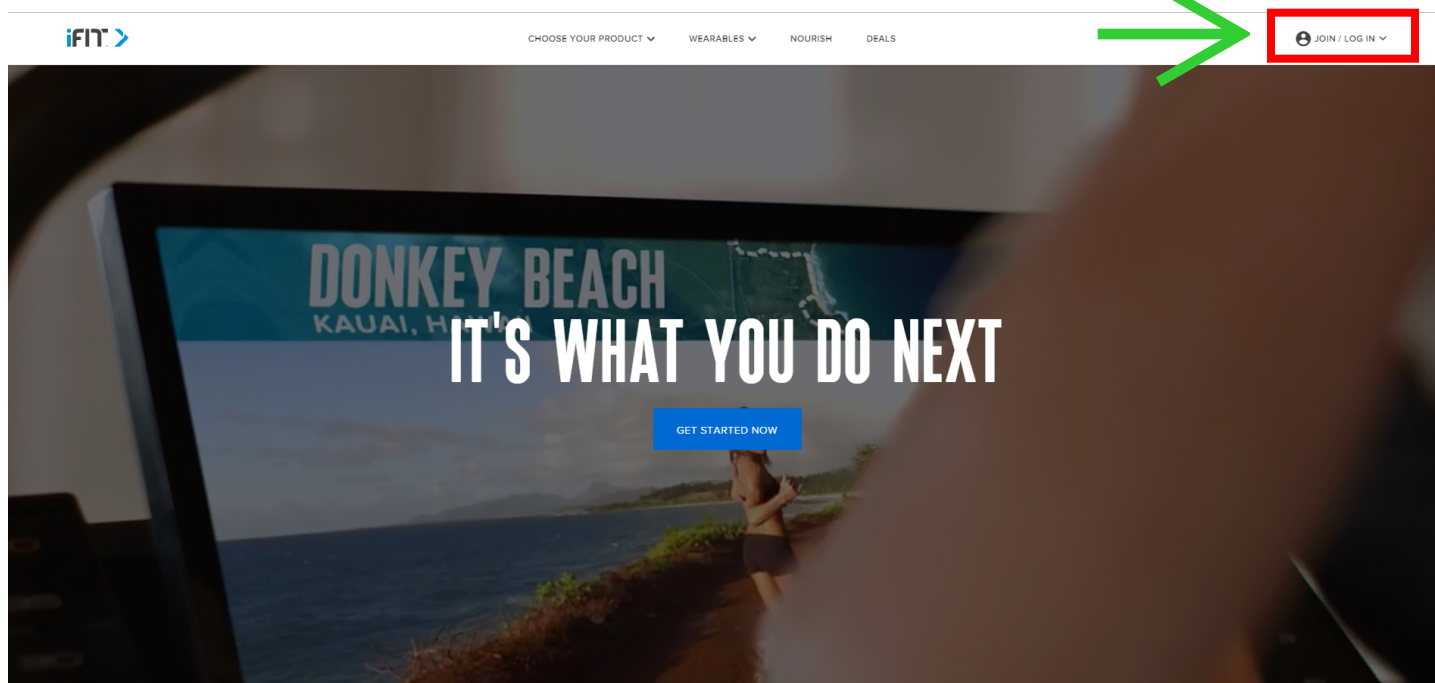 iFIT.
CHOOSE YOUR PRODUCT
WEARABLES
NOURISH
DEALS
JOIN / LOG IN
DONKEY BEACH
KAUAI,
IT'S WHAT YOU DO NEXT
GET STARTED NOW